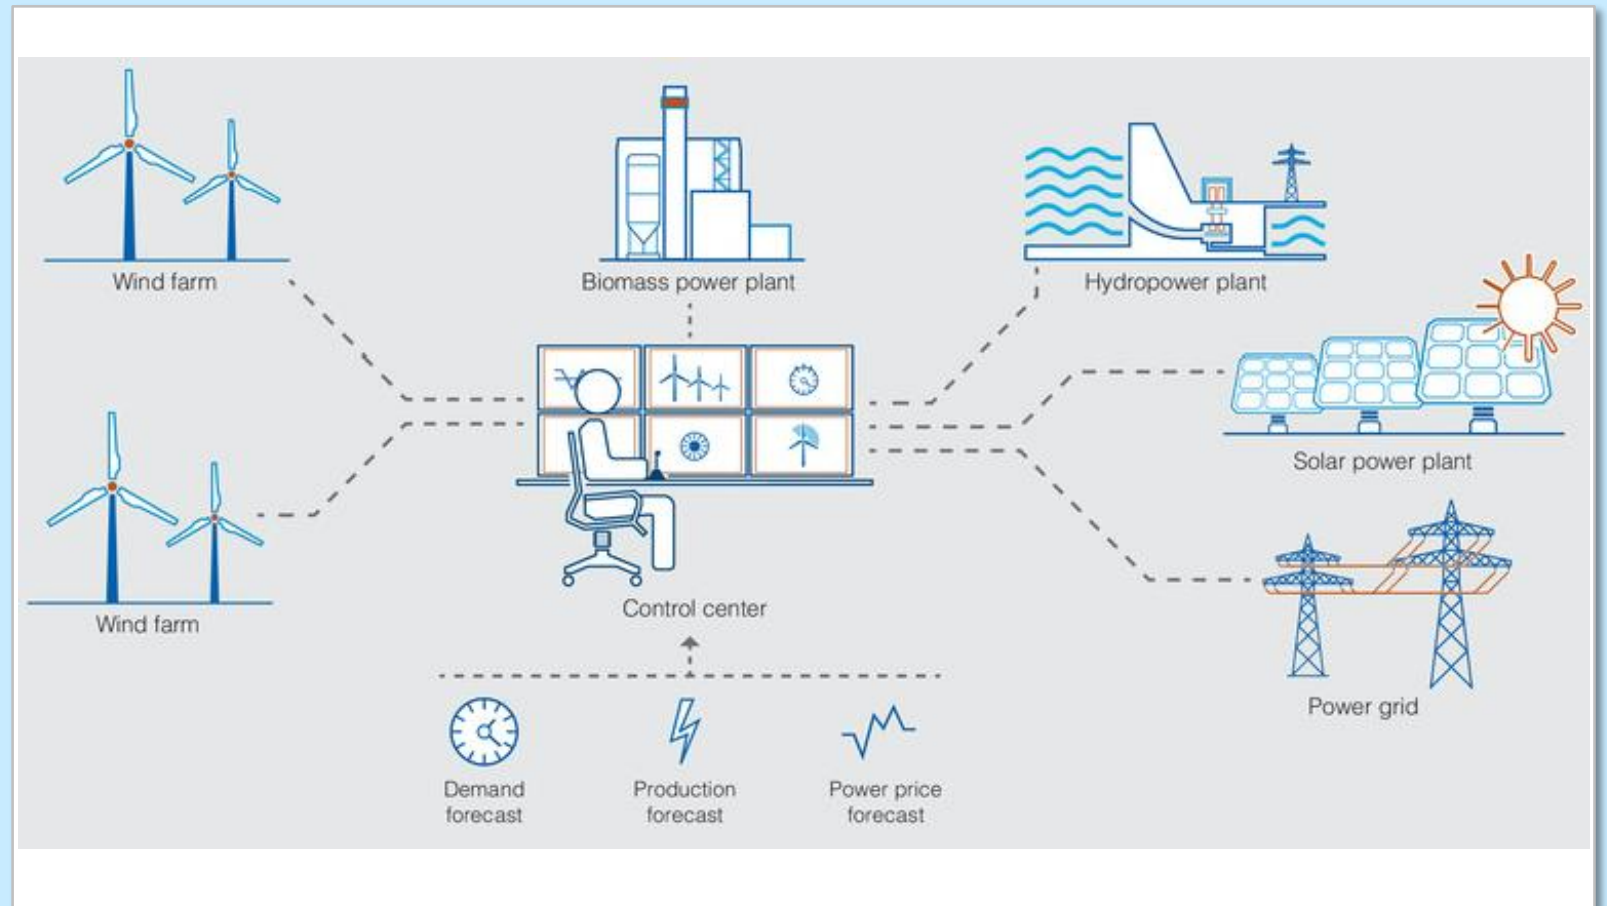 Wind farm
Biomass power plant
Hydropower plant
Solar power plant
Wind farm
Control center
Power grid
Demand
forecast
Production
forecast
Power price
forecast